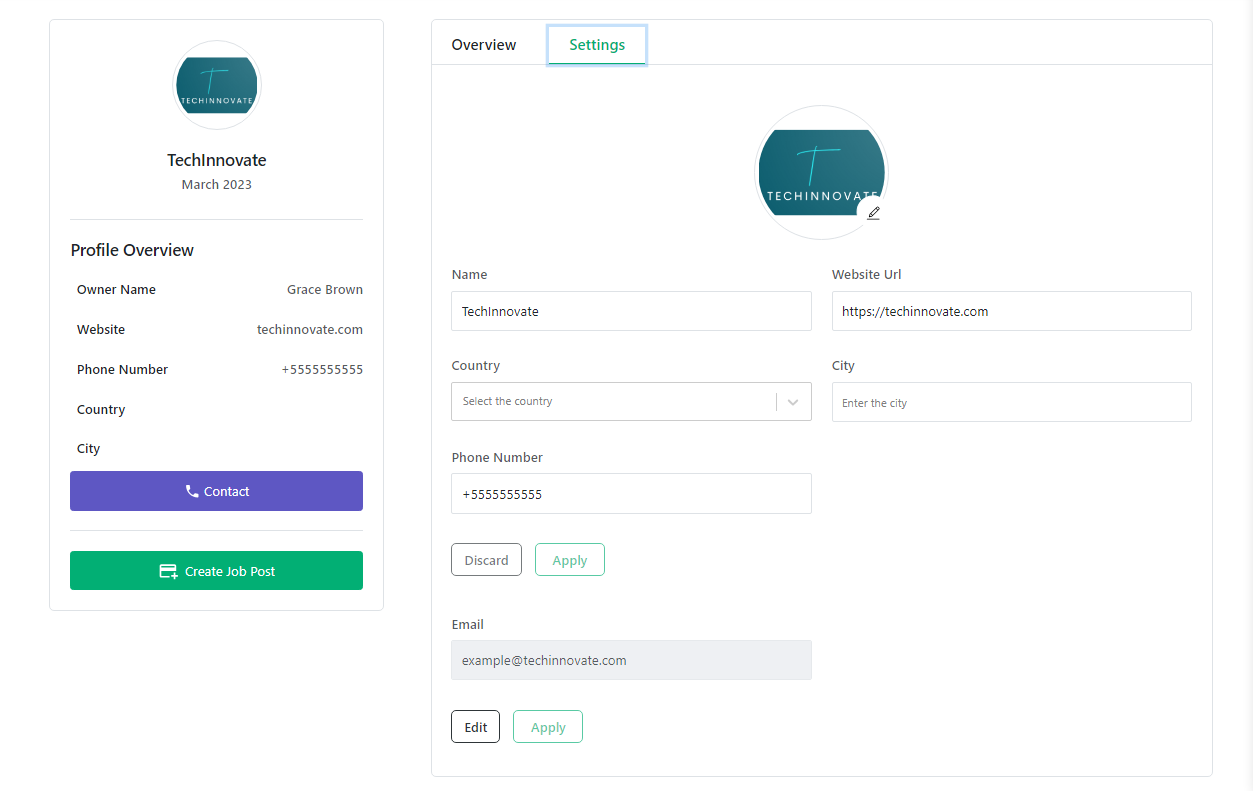 TECHINNOVATE
TechInnovate
March 2023
Profile Overview
Owner Name Grace Brown
Website techinnovate.com
Phone Number +5555555555
Country
City
Contact
Create Job Post
Overview Settings
TECHINNOVATE
Name Website Url
TechInnovate https://techinnovate.com
Country City
Select the country Enter the city
Phone Number
+5555555555
Discard Apply
Email
example@techinnovate.com
Edit Apply